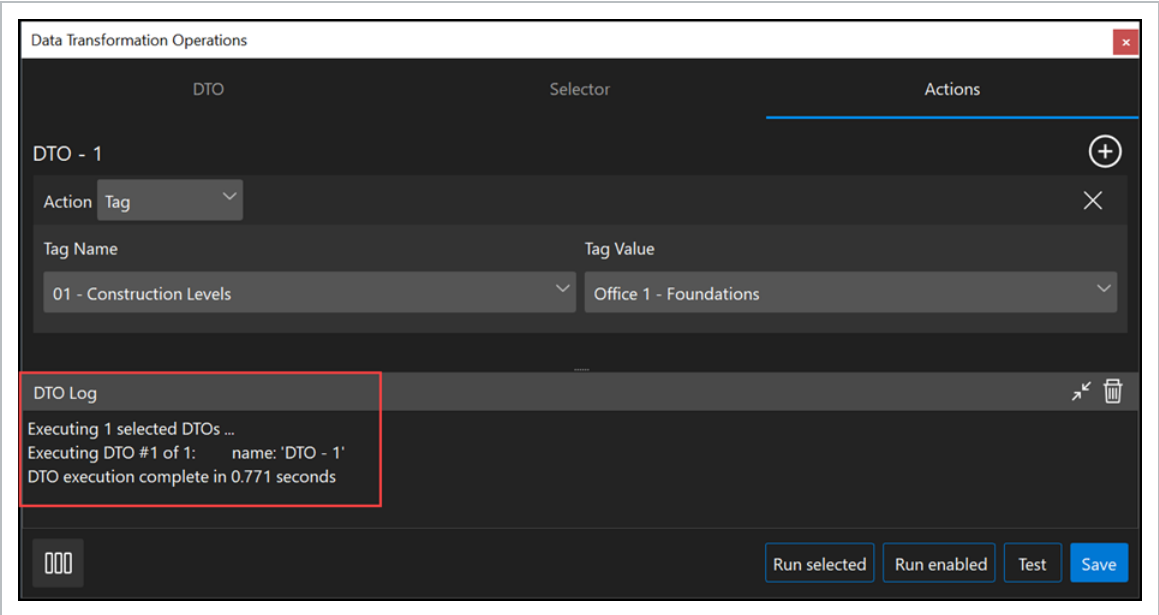 Data Transformation Operations
DTO Selector Actions
DTO - 1
Action Tag
Tag Name Tag Value
01 - Construction Levels Office 1 - Foundations
DTO Log
Executing 1 selected DTOs ...
Executing DTO #1 of 1: name: 'DTO - 1'
DTO execution complete in 0.771 seconds
Run selected Run enabled Test Save